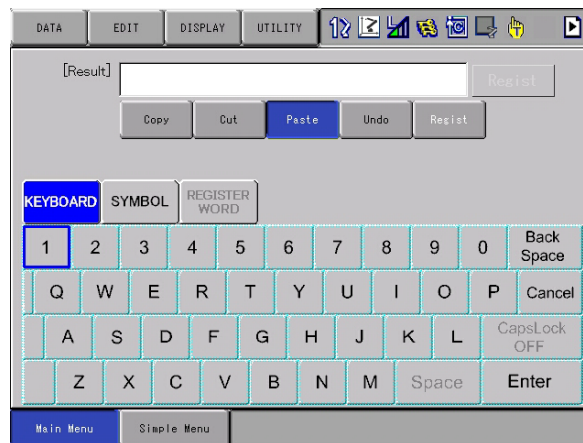 DATA EDIT DISPLAY UTILITY
[Result] Regist
Copy Cut Paste Undo Regist
KEYBOARD SYMBOL REGISTER WORD
1 2 3 4 5 6 7 8 9 0 Back Space
Q W E R T Y U I O P Cancel
A S D F G H J K L CapsLock OFF
Z X C V B N M Space Enter
Main Menu Simple Menu